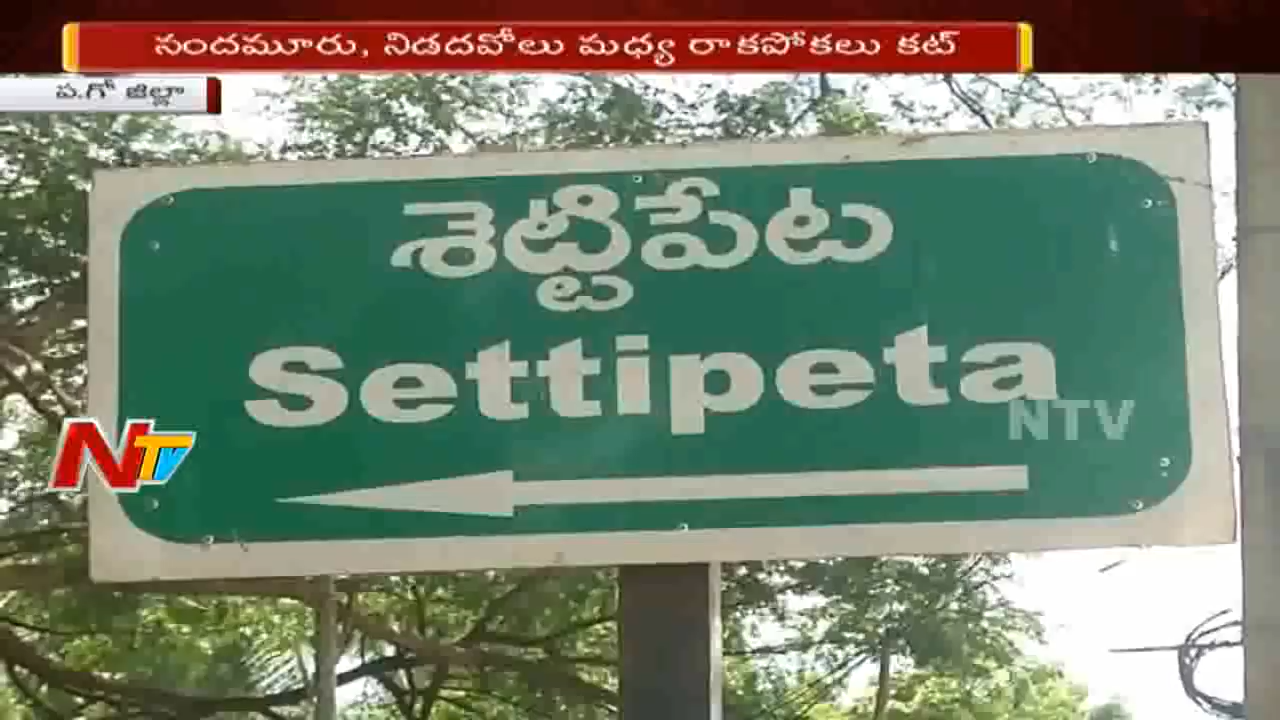 సందమూరు, నిడదవోలు మధ్య రాకపోకలు కట్
ప.గో జిల్లా
శెట్టిపేట
Settipeta
NTV
NTV